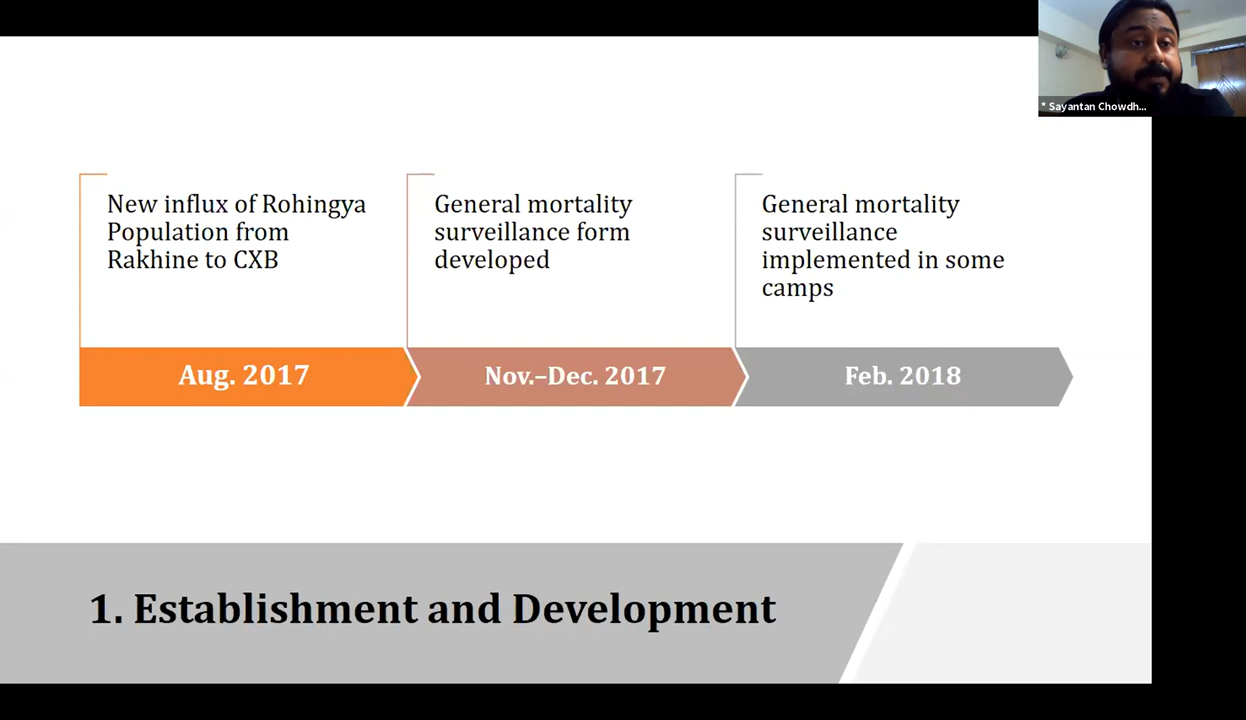 * Sayantan Chowdh...
New influx of Rohingya
Population from
Rakhine to CXB
General mortality
surveillance form
developed
General mortality
surveillance
implemented in some
camps
Aug. 2017
Nov.–Dec. 2017
Feb. 2018
1. Establishment and Development